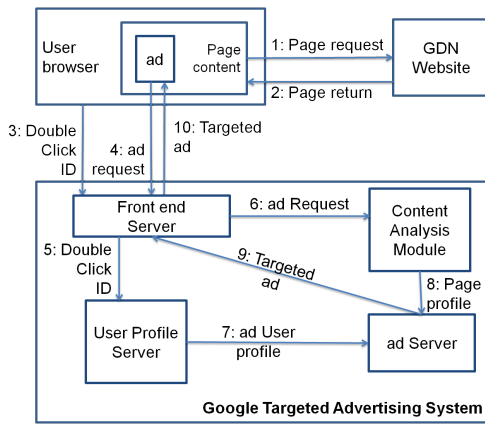 User
browser
ad
Page
content
1: Page request
2: Page return
GDN
Website
3: Double
Click
ID
4: ad
request
10: Targeted
ad
Front end
Server
6: ad Request
Content
Analysis
Module
5: Double
Click
ID
9: Targeted
ad
8: Page
profile
User Profile
Server
7: ad User
profile
ad Server
Google Targeted Advertising System